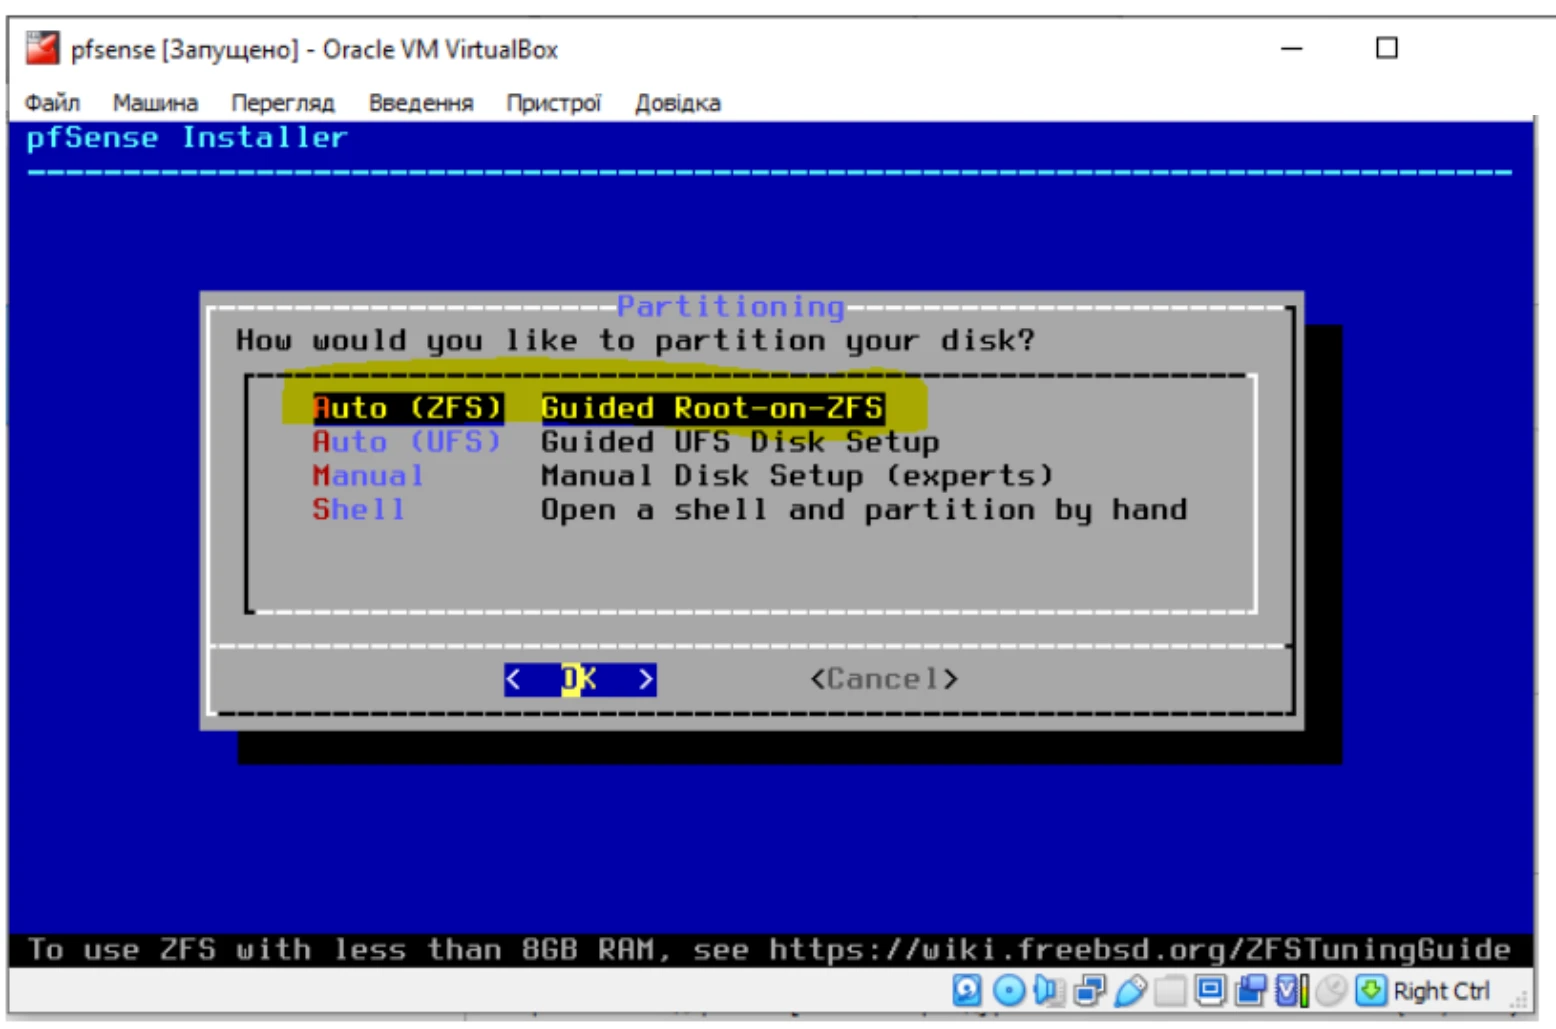 pfsense [Запущено] - Oracle VM VirtualBox
Файл Машина Перегляд Введення Пристрої Довідка
pfSense Installer
Partitioning
How would you like to partition your disk?
Auto (ZFS) Guided Root-on-ZFS
Auto (UFS) Guided UFS Disk Setup
Manual Manual Disk Setup (experts)
Shell Open a shell and partition by hand
< OK > <Cancel>
To use ZFS with less than 8GB RAM, see https://wiki.freebsd.org/ZFSTuningGuide
Right Ctrl